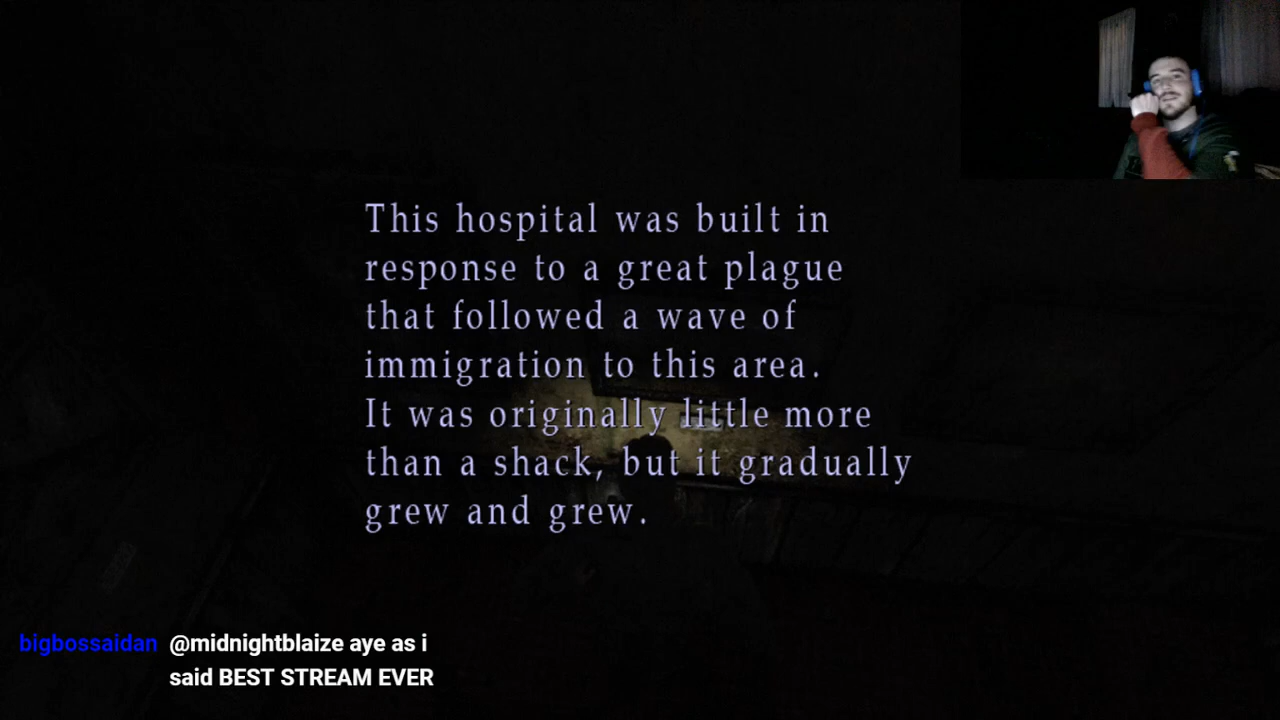 This hospital was built in
response to a great plague
that followed a wave of
immigration to this area.
It was originally little more
than a shack, but it gradually
grew and grew.
bigbossaidan @midnightblaize aye as i
said BEST STREAM EVER